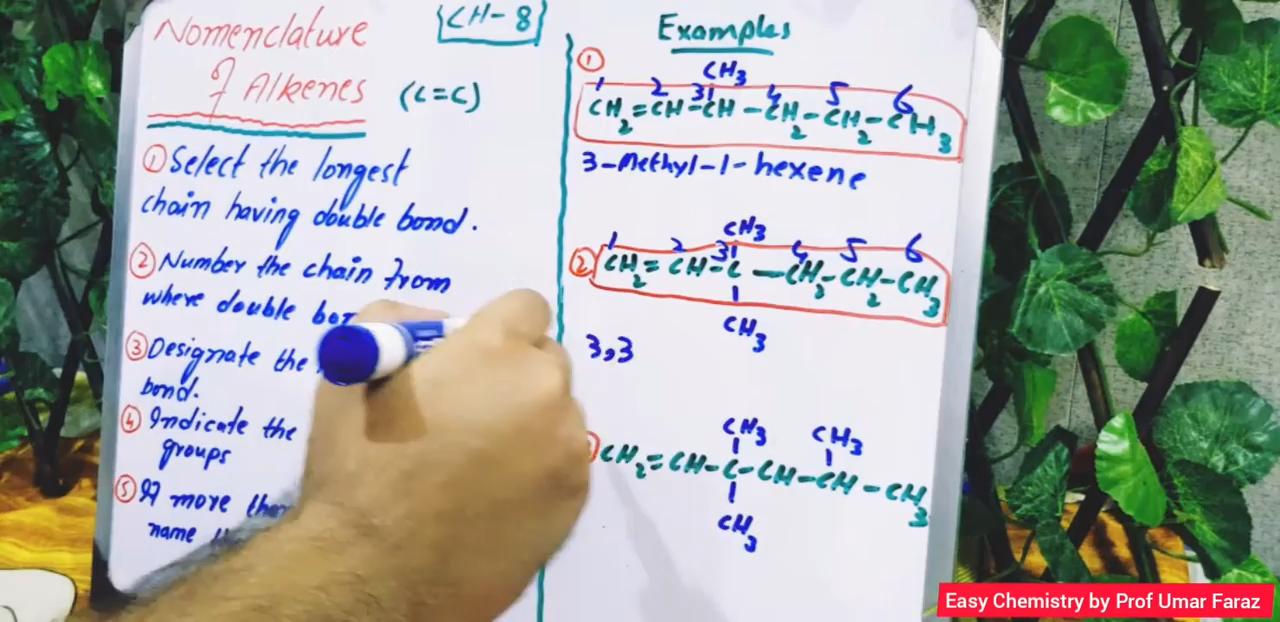 Nomenclature
of Alkenes (C=C)
CH-8
① Select the longest
chain having double bond.
② Number the chain from
where double
③ Designate the
bond.
④ Indicate the
groups
⑤ If more
name
Examples
①
CH3
1 2 3 4 5 6
CH2=CH-CH-CH2-CH2-CH3
3-Methyl-1-hexene
CH3
1 2 3 4 5 6
② CH2=CH-C-CH2-CH2-CH3
CH3
3,3
CH3 CH3
CH2=CH-C-CH-CH-CH3
CH3
Easy Chemistry by Prof Umar Faraz